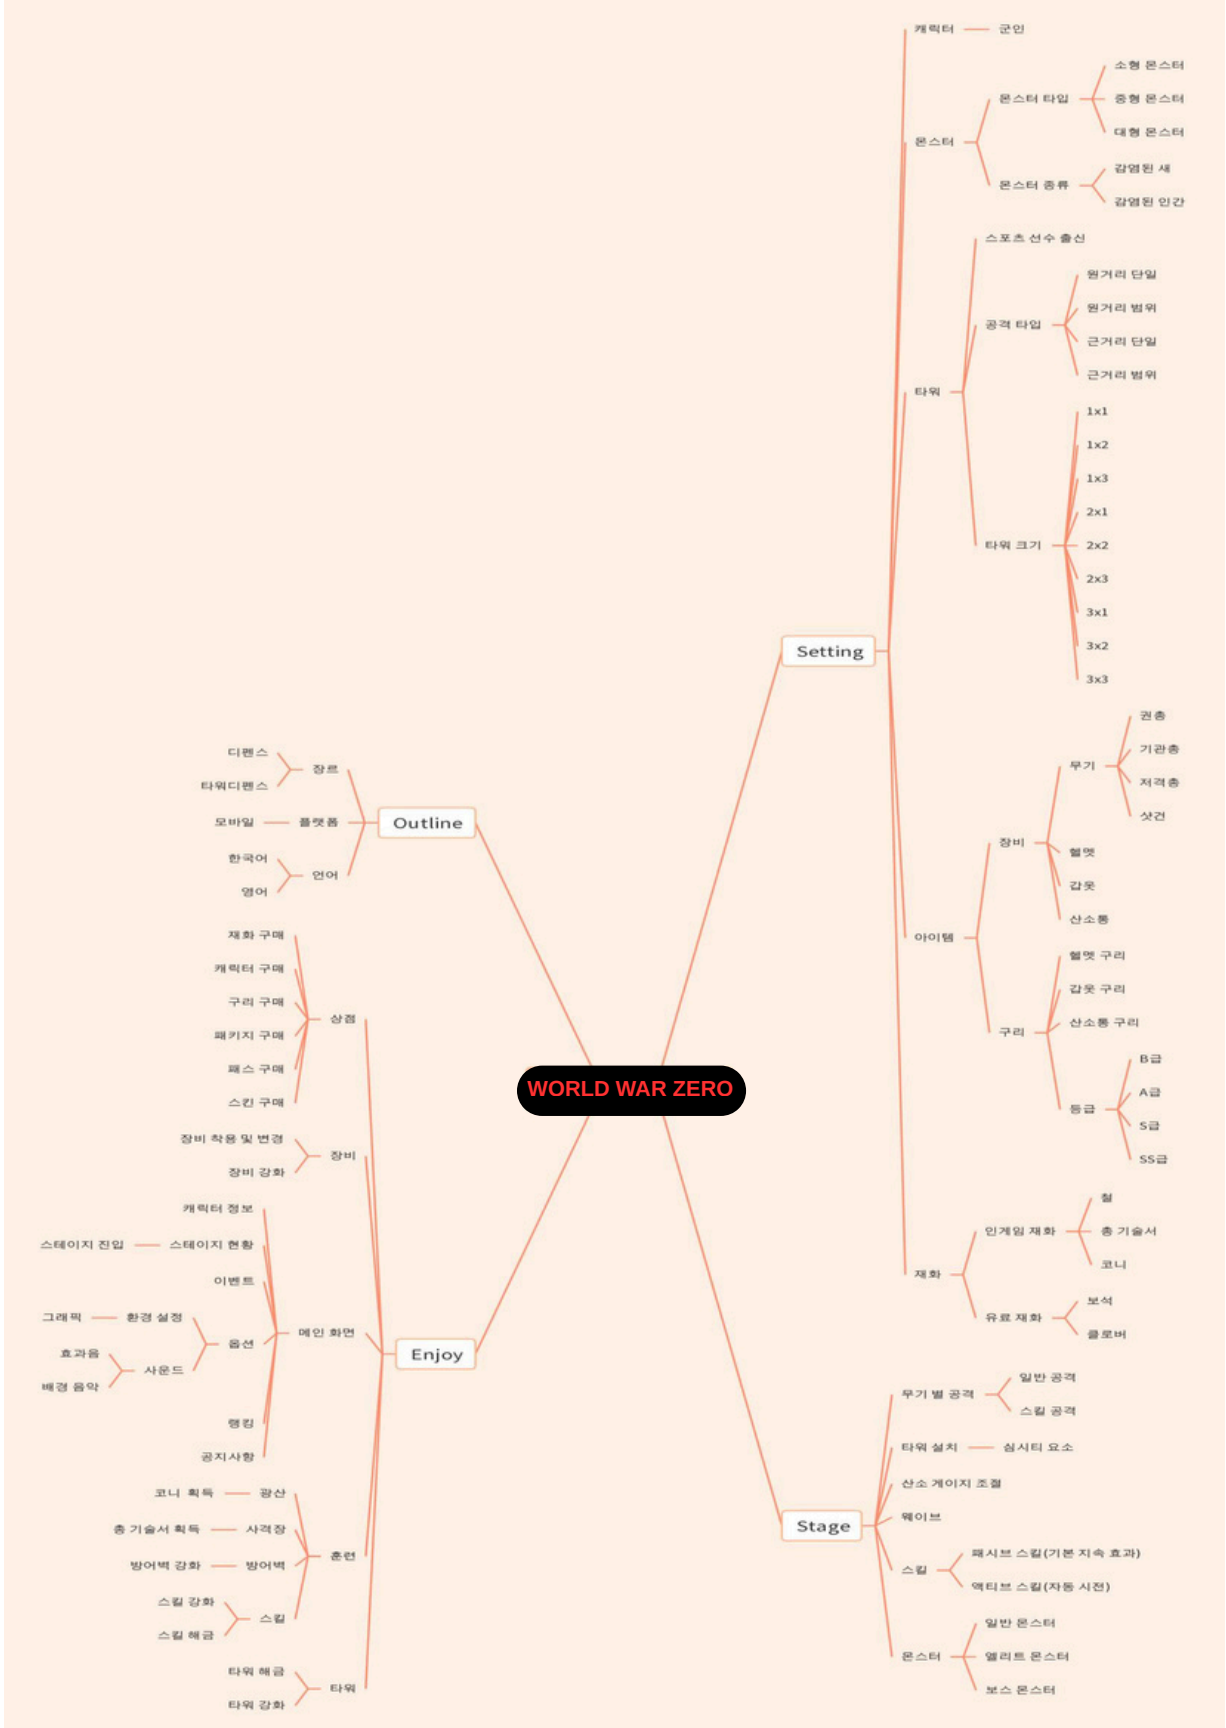 WORLD WAR ZERO
Setting
캐릭터
군인
몬스터
몬스터 타입
소형 몬스터
중형 몬스터
대형 몬스터
몬스터 종류
감염된 새
감염된 인간
타워
스포츠 선수 출신
공격 타입
원거리 단일
원거리 범위
근거리 단일
근거리 범위
타워 크기
1x1
1x2
1x3
2x1
2x2
2x3
3x1
3x2
3x3
아이템
장비
무기
권총
기관총
저격총
샷건
헬멧
갑옷
산소통
구리
헬멧 구리
갑옷 구리
산소통 구리
등급
B급
A급
S급
SS급
재화
인게임 재화
철
총 기술서
코니
유료 재화
보석
클로버
Outline
장르
디펜스
타워디펜스
플랫폼
모바일
언어
한국어
영어
Enjoy
상점
재화 구매
캐릭터 구매
구리 구매
패키지 구매
패스 구매
스킨 구매
장비
장비 착용 및 변경
장비 강화
메인 화면
캐릭터 정보
스테이지 현황
스테이지 진입
이벤트
옵션
환경 설정
그래픽
사운드
효과음
배경 음악
랭킹
공지사항
훈련
광산
코니 획득
사격장
총 기술서 획득
방어벽
방어벽 강화
스킬
스킬 강화
스킬 해금
타워
타워 해금
타워 강화
Stage
무기 별 공격
일반 공격
스킬 공격
타워 설치
심시티 요소
산소 게이지 조절
웨이브
스킬
패시브 스킬(기본 지속 효과)
액티브 스킬(자동 시전)
몬스터
일반 몬스터
엘리트 몬스터
보스 몬스터